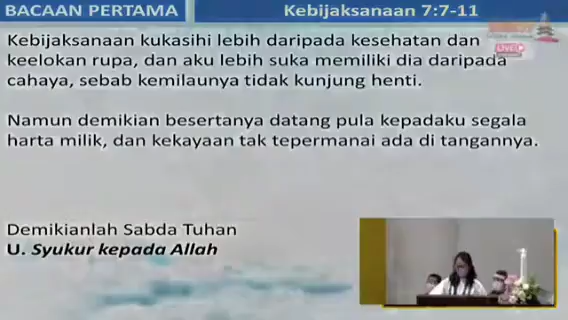 BACAAN PERTAMA
Kebijaksanaan 7:7-11
Kebijaksanaan kukasihi lebih daripada kesehatan dan
keelokan rupa, dan aku lebih suka memiliki dia daripada
cahaya, sebab kemilaunya tidak kunjung henti.
Namun demikian besertanya datang pula kepadaku segala
harta milik, dan kekayaan tak tepermanai ada di tangannya.
Demikianlah Sabda Tuhan
U. Syukur kepada Allah
LIVE